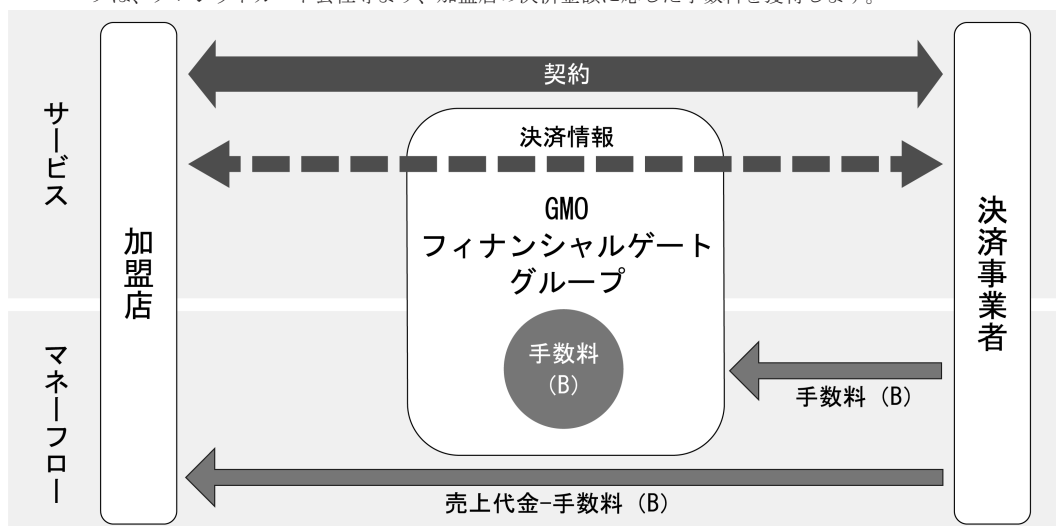 契約
決済情報
サービス
GMO
フィナンシャルゲート
グループ
加盟店
決済事業者
マネーフロー
手数料
(B)
手数料 (B)
売上代金-手数料 (B)